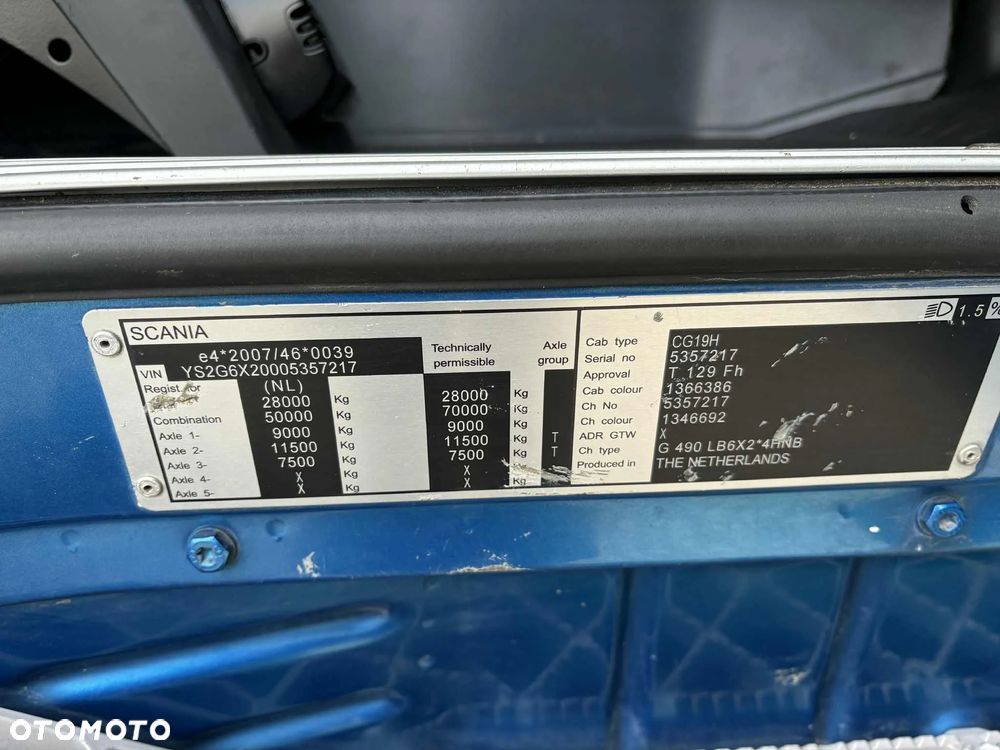 SCANIA
e4*2007/46*0039
VIN YS2G6X20005357217
Technically permissible
Axle group
Regist. for (NL)
28000 Kg 28000 Kg
Combination 50000 Kg 70000 Kg
Axle 1- 9000 Kg 9000 Kg
Axle 2- 11500 Kg 11500 Kg T
Axle 3- 7500 Kg 7500 Kg T
Axle 4- X Kg X Kg
Axle 5- X Kg X Kg
1.5 %
Cab type CG19H
Serial no 5357217
Approval T 129 Fh
Cab colour 1366386
Ch No 5357217
Ch colour 1346692
ADR GTW X
Ch type G 490 LB6X2*4HNB
Produced in THE NETHERLANDS
OTOMOTO